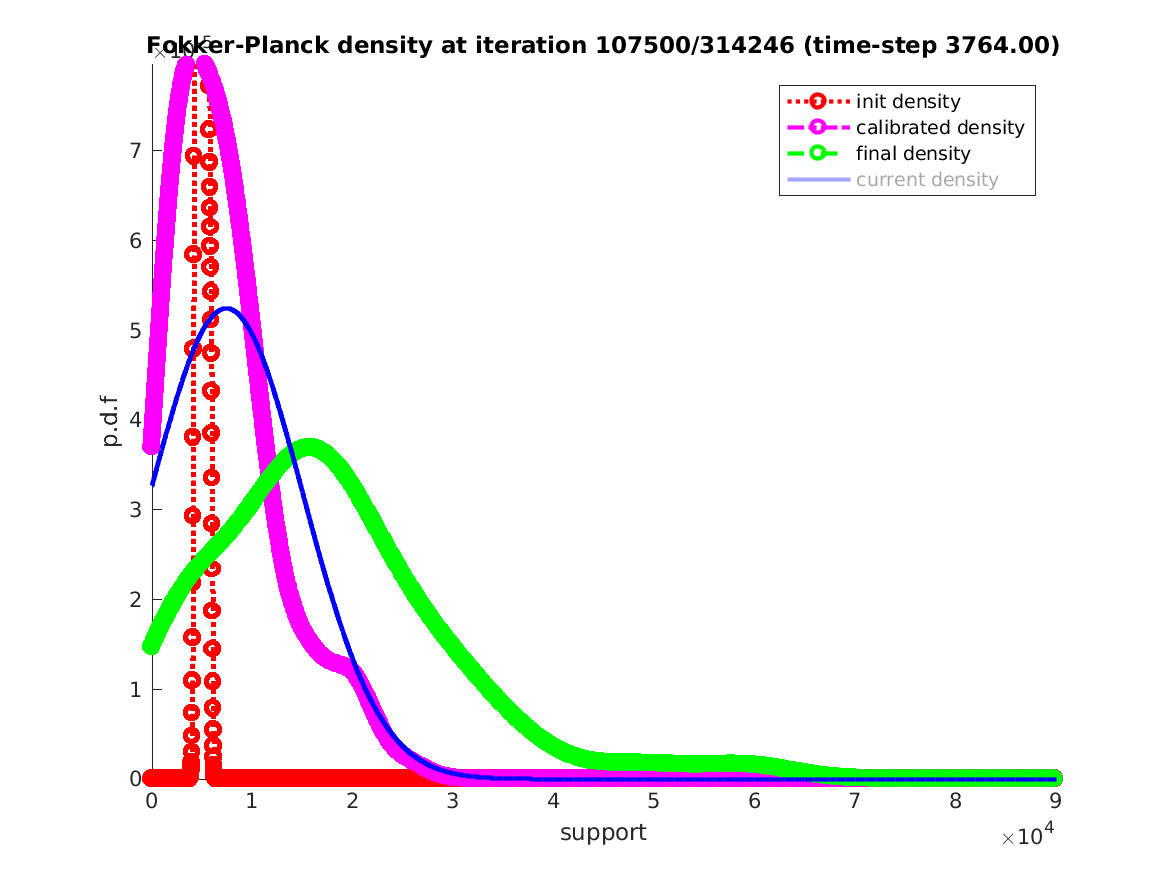 Fokker-Planck density at iteration 107500/314246 (time-step 3764.00)
init density
calibrated density
final density
current density
7
6
5
4
3
2
1
0
p.d.f
0 1 2 3 4 5 6 7 8 9
support
×10^4